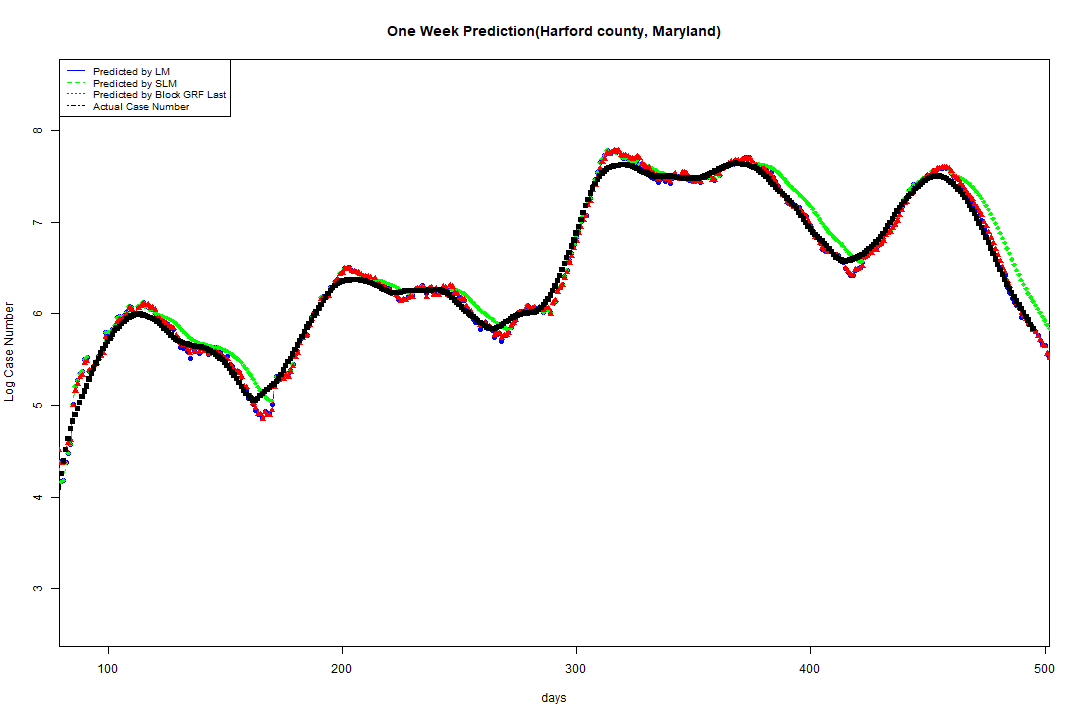 One Week Prediction(Harford county, Maryland)
Predicted by LM
Predicted by SLM
Predicted by Block GRF Last
Actual Case Number
8
7
6
5
4
3
Log Case Number
100 200 300 400 500
days